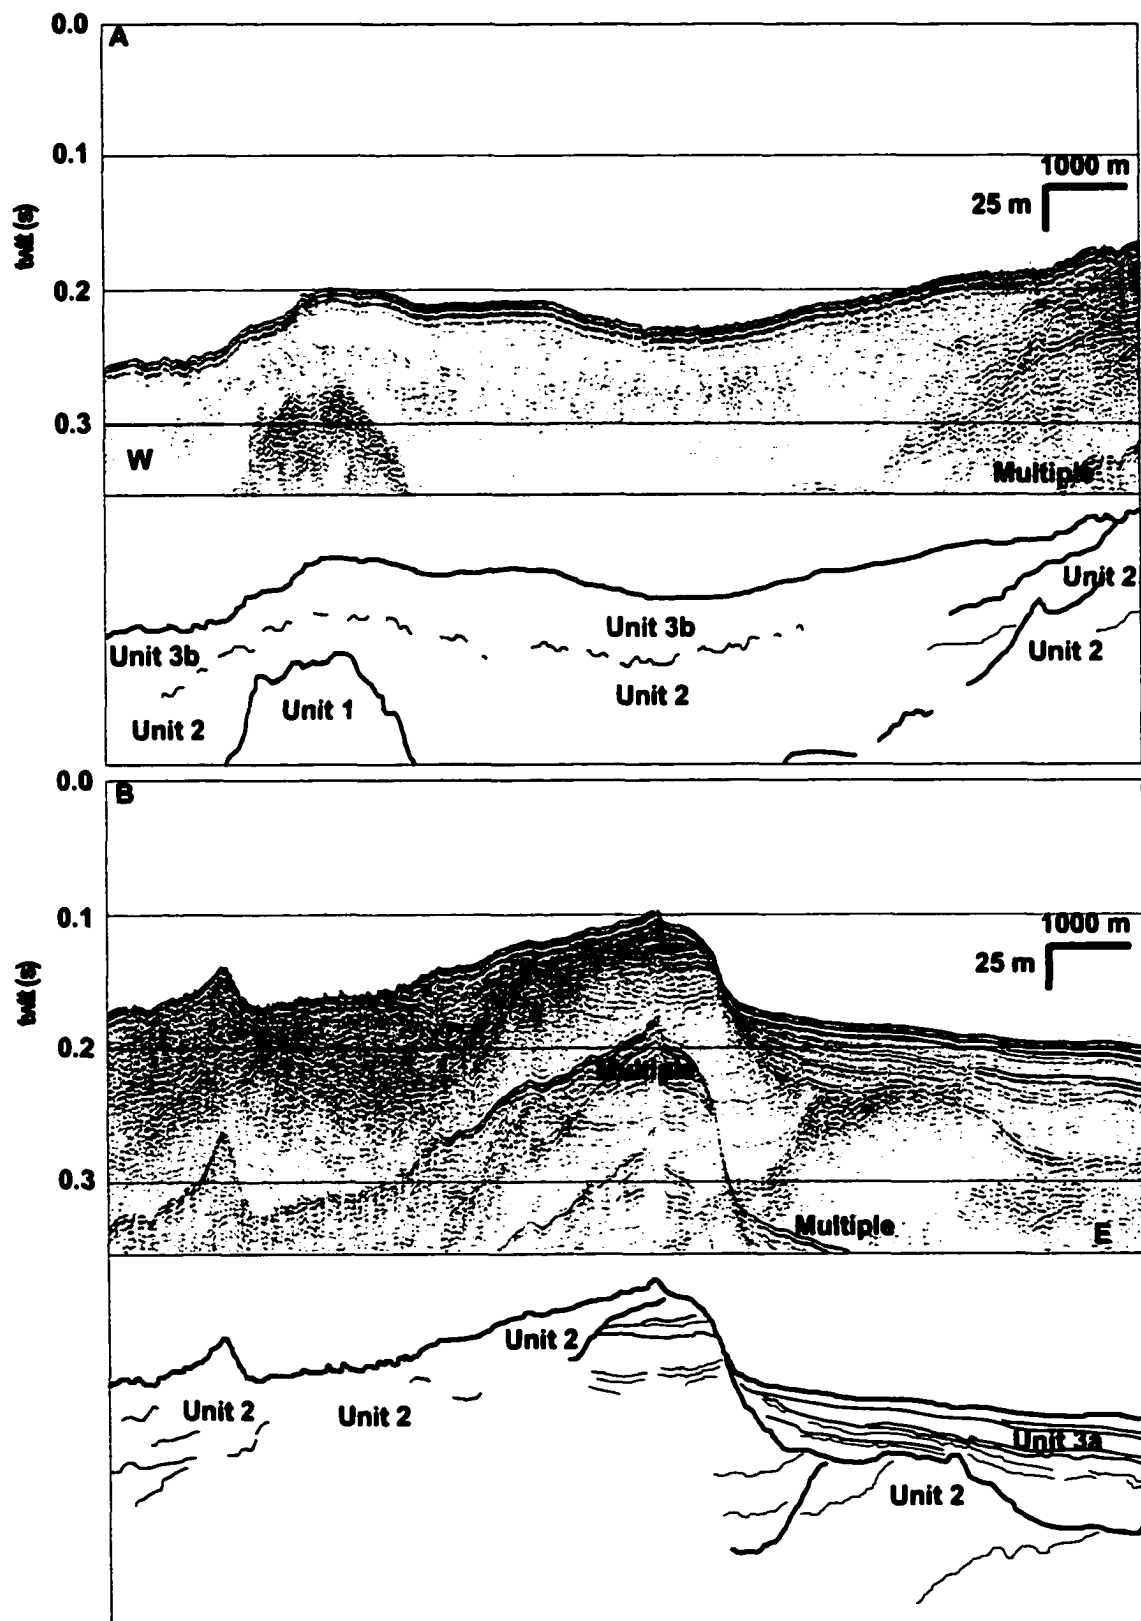 0.0
A
0.1
1000 m
25 m
twtt (s)
0.2
0.3
W
Multiple
Unit 2
Unit 3b
Unit 3b
Unit 2
Unit 2
Unit 1
Unit 2
0.0
B
0.1
1000 m
25 m
twtt (s)
0.2
Multiple
0.3
Multiple
E
Unit 2
Unit 2
Unit 2
Unit 3a
Unit 2